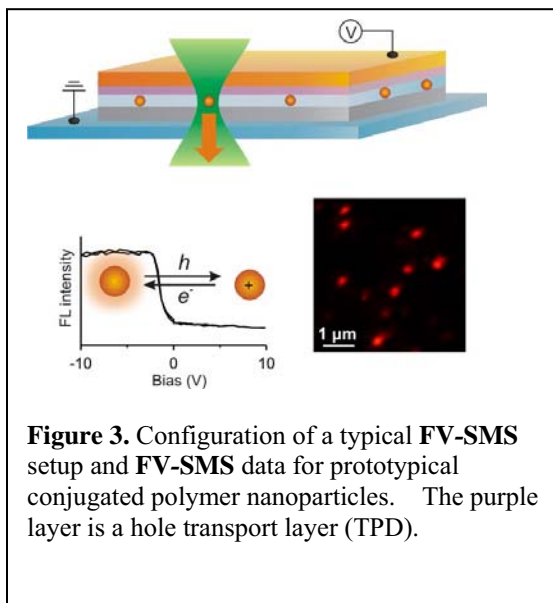 V
FL intensity
h
e-
+
-10 0 10
Bias (V)
1 µm
Figure 3. Configuration of a typical FV-SMS
setup and FV-SMS data for prototypical
conjugated polymer nanoparticles. The purple
layer is a hole transport layer (TPD).